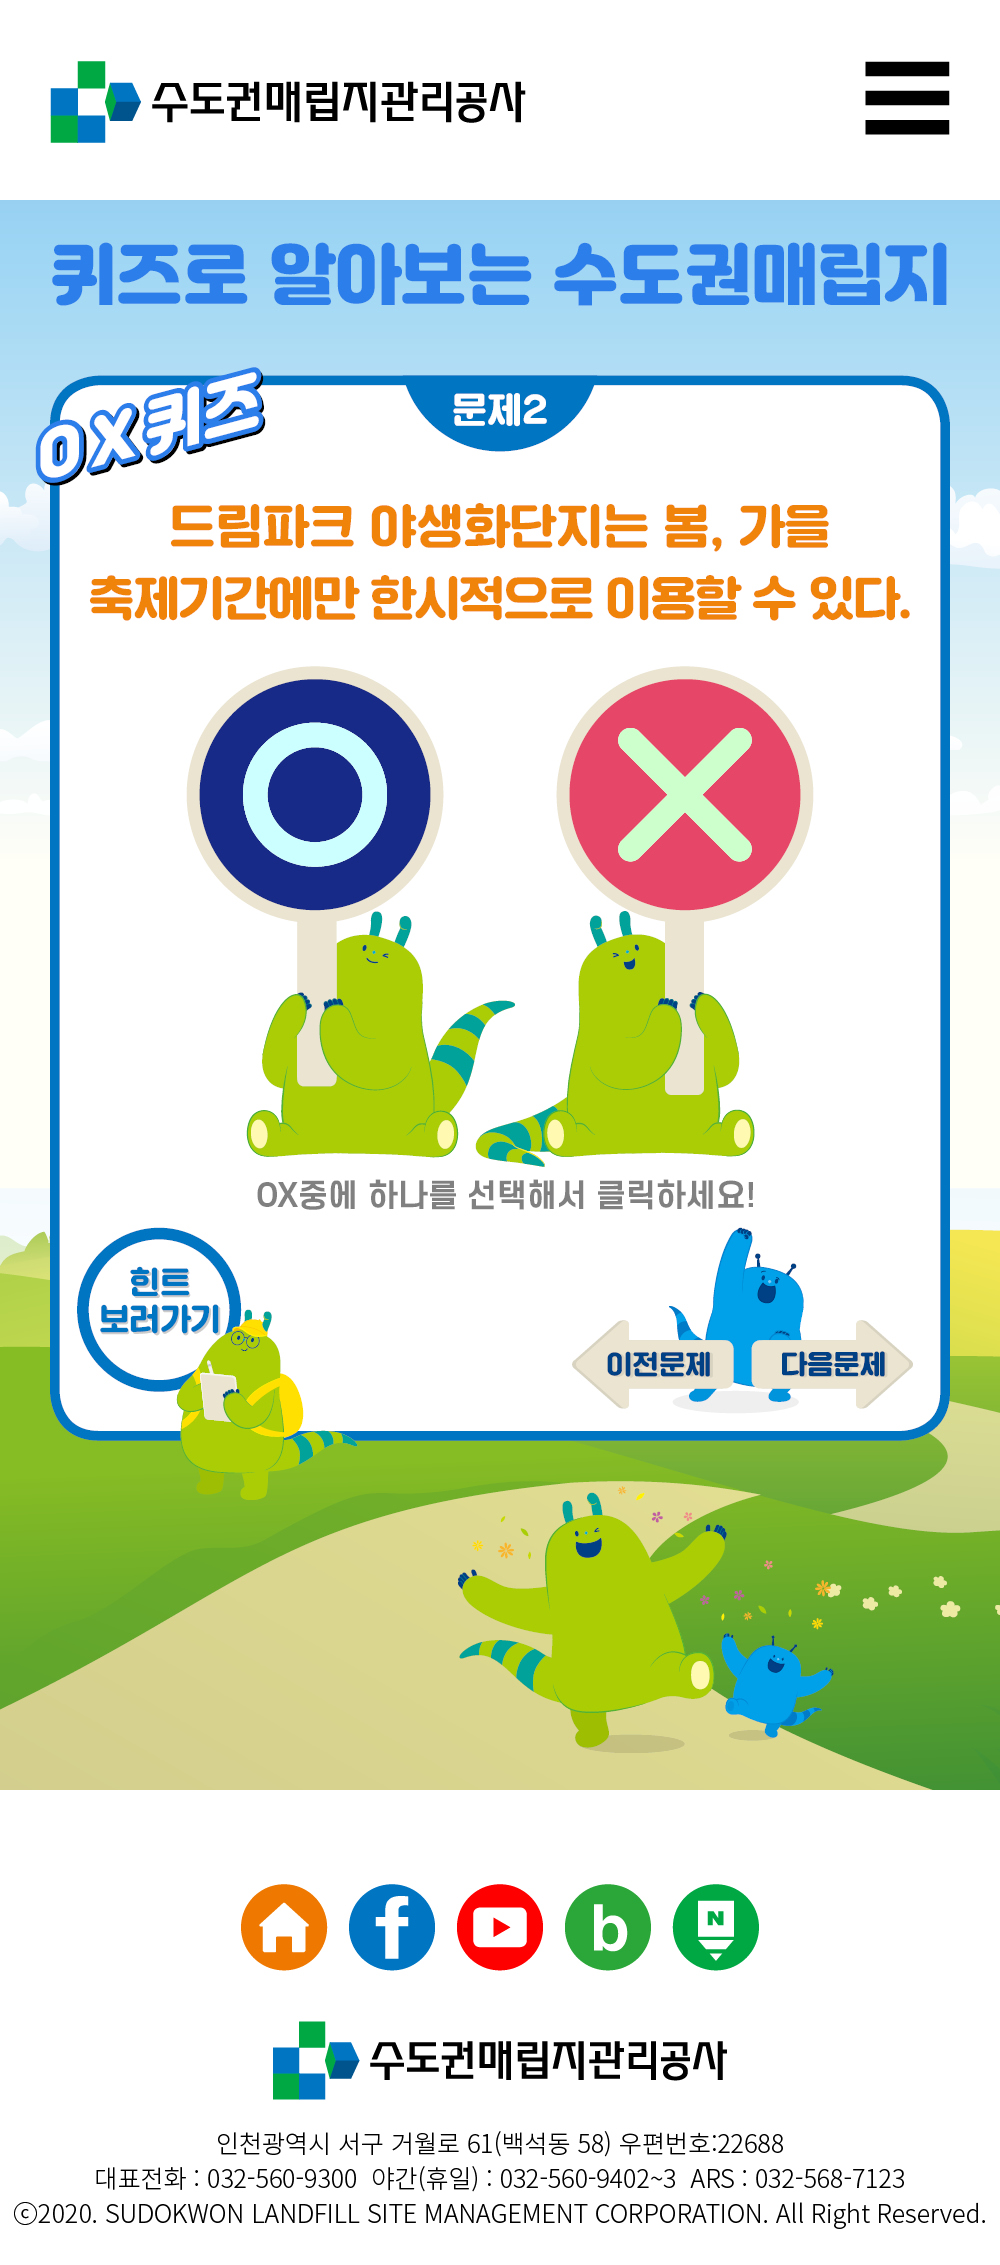 수도권매립지관리공사
퀴즈로 알아보는 수도권매립지
OX퀴즈
문제2
드림파크 야생화단지는 봄, 가을
축제기간에만 한시적으로 이용할 수 있다.
OX중에 하나를 선택해서 클릭하세요!
힌트
보러가기
이전문제
다음문제
f
b
N
수도권매립지관리공사
인천광역시 서구 거월로 61(백석동 58) 우편번호:22688
대표전화 : 032-560-9300 야간(휴일) : 032-560-9402~3 ARS : 032-568-7123
ⓒ2020. SUDOKWON LANDFILL SITE MANAGEMENT CORPORATION. All Right Reserved.